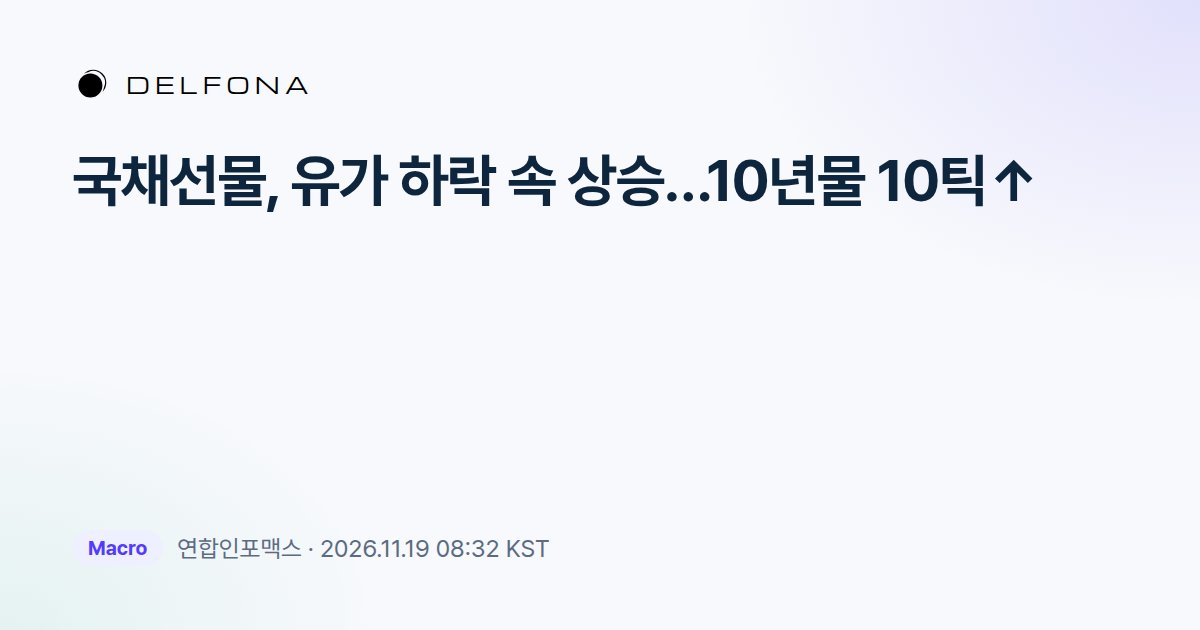 DELFONA
국채선물, 유가 하락 속 상승…10년물 10틱↑
Macro 연합인포맥스 · 2026.11.19 08:32 KST